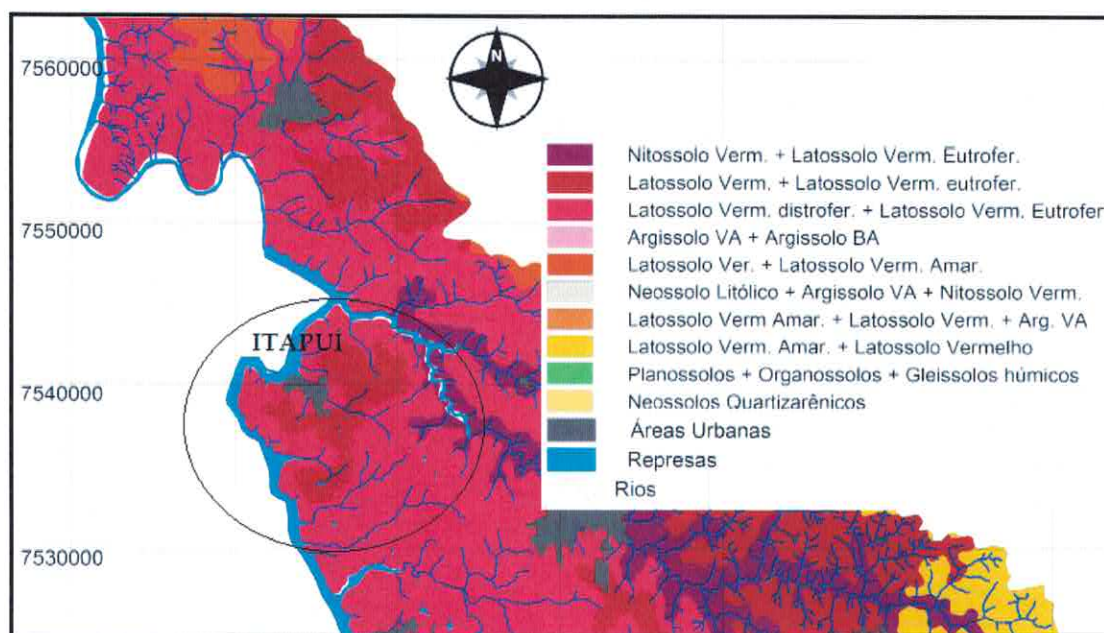 N
7560000
7550000
ITAPUÍ
7540000
7530000
Nitossolo Verm. + Latossolo Verm. Eutrofer.
Latossolo Verm. + Latossolo Verm. eutrofer.
Latossolo Verm. distrofer. + Latossolo Verm. Eutrofer
Argissolo VA + Argissolo BA
Latossolo Ver. + Latossolo Verm. Amar.
Neossolo Litólico + Argissolo VA + Nitossolo Verm.
Latossolo Verm Amar. + Latossolo Verm. + Arg. VA
Latossolo Verm. Amar. + Latossolo Vermelho
Planossolos + Organossolos + Gleissolos húmicos
Neossolos Quartizarênicos
Áreas Urbanas
Represas
Rios